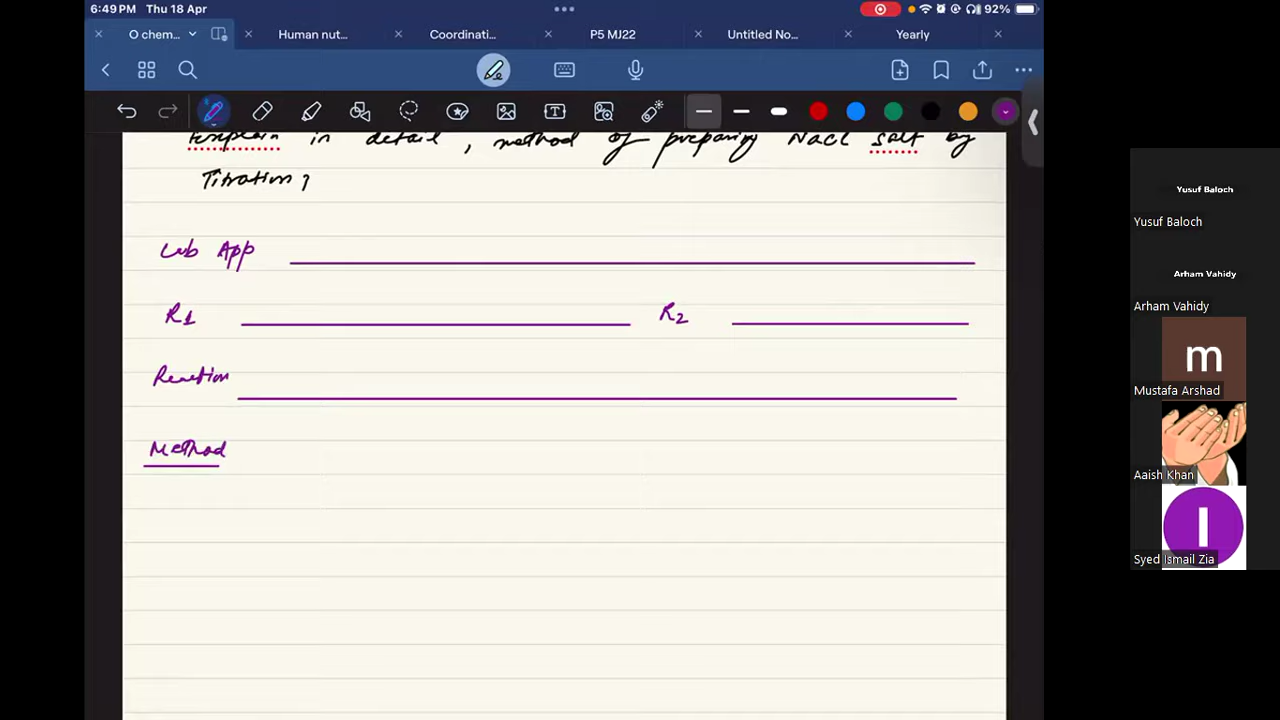 6:49 PM Thu 18 Apr
92%
O chem...
Human nut...
Coordinati...
P5 MJ22
Untitled No...
Yearly
Explain in detail, method of preparing NaCl salt by
Titration?
Lab App
R1
R2
Reaction
Method
Yusuf Baloch
Yusuf Baloch
Arham Vahidy
Arham Vahidy
m
Mustafa Arshad
Aaish Khan
I
Syed Ismail Zia